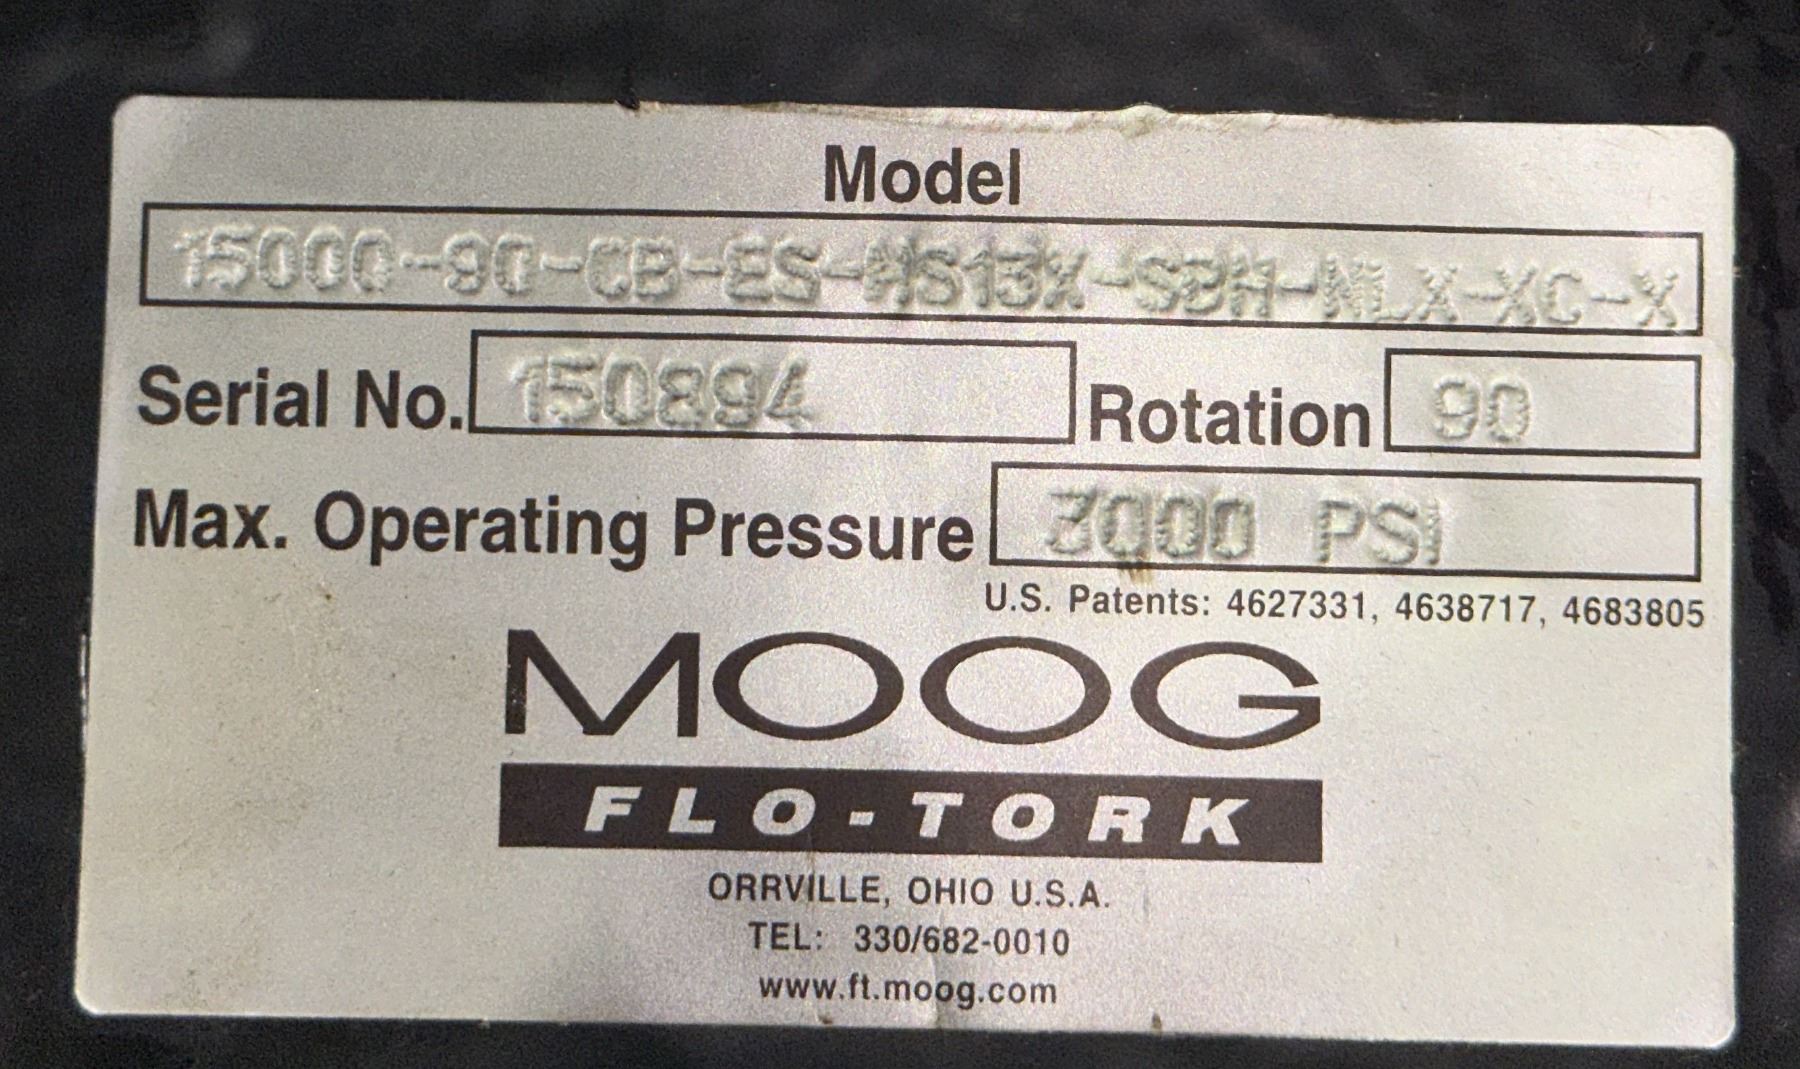 Model
15000-90-CB-ES-MS13X-SBH-NLX-XC-X
Serial No. 150894 Rotation 90
Max. Operating Pressure 3000 PSI
U.S. Patents: 4627331, 4638717, 4683805
MOOG
FLO-TORK
ORRVILLE, OHIO U.S.A.
TEL: 330/682-0010
www.ft.moog.com